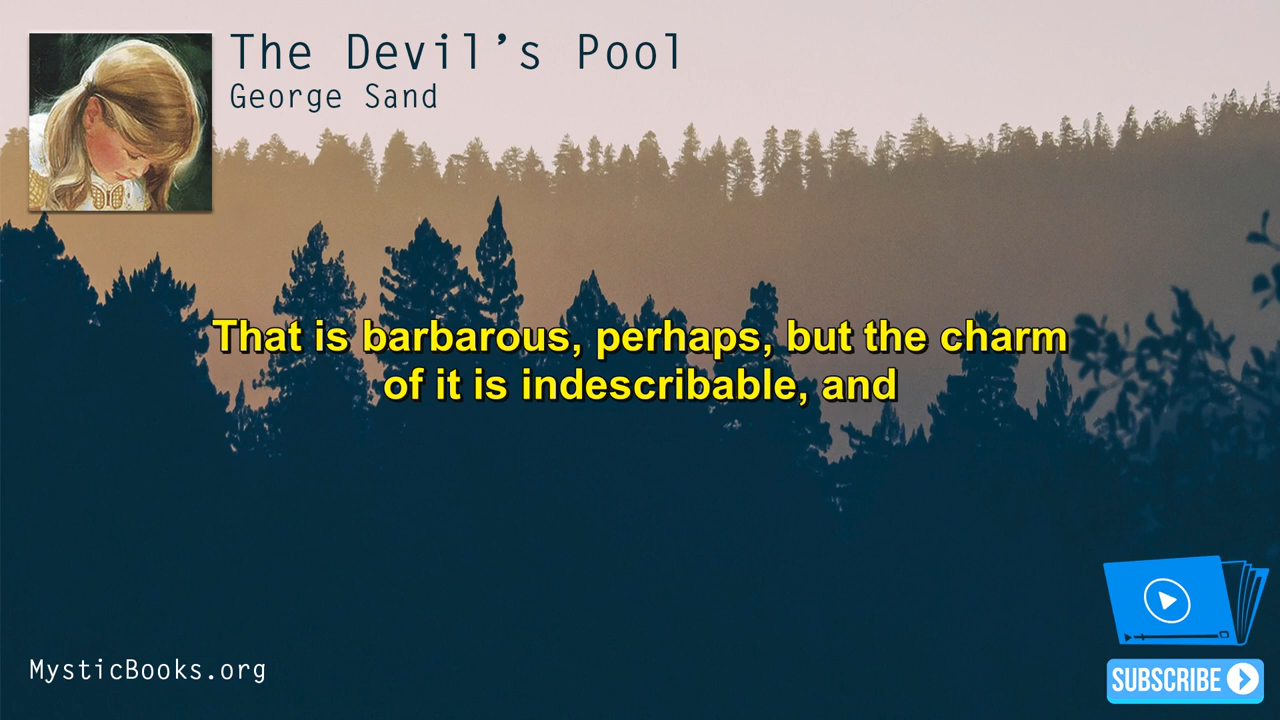 The Devil's Pool
George Sand
That is barbarous, perhaps, but the charm
of it is indescribable, and
MysticBooks.org
SUBSCRIBE